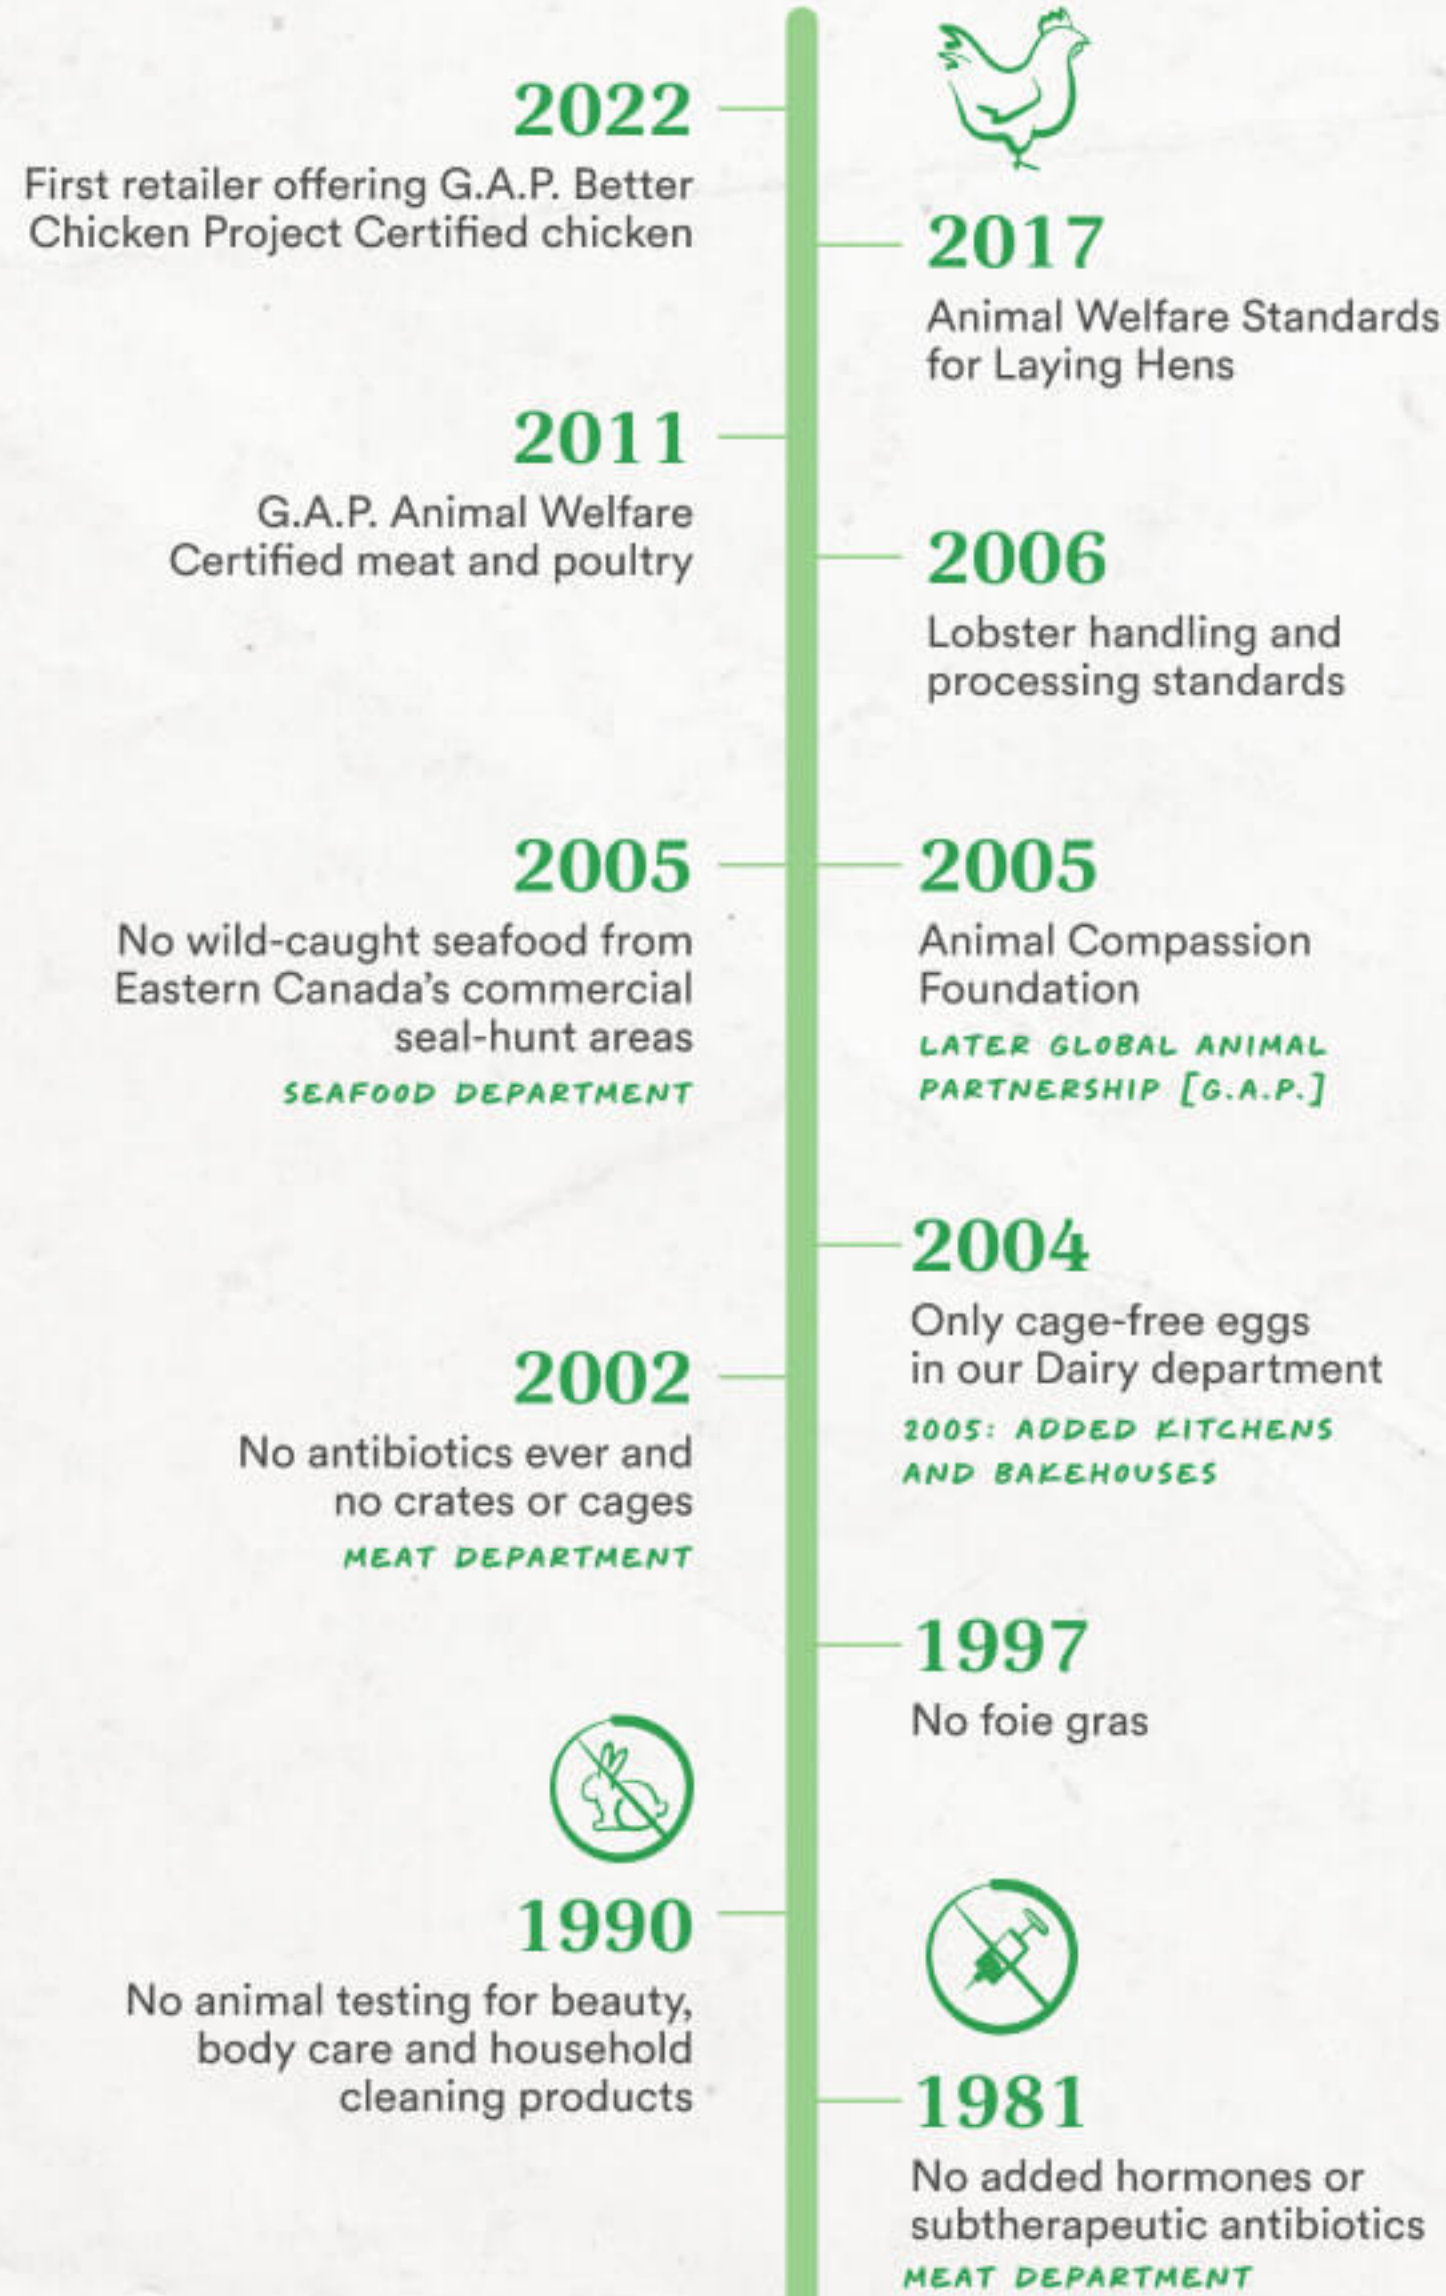 2022
First retailer offering G.A.P. Better
Chicken Project Certified chicken
2017
Animal Welfare Standards
for Laying Hens
2011
G.A.P. Animal Welfare
Certified meat and poultry
2006
Lobster handling and
processing standards
2005
No wild-caught seafood from
Eastern Canada’s commercial
seal-hunt areas
SEAFOOD DEPARTMENT
2005
Animal Compassion
Foundation
LATER GLOBAL ANIMAL
PARTNERSHIP [G.A.P.]
2004
Only cage-free eggs
in our Dairy department
2005: ADDED KITCHENS
AND BAKEHOUSES
2002
No antibiotics ever and
no crates or cages
MEAT DEPARTMENT
1997
No foie gras
1990
No animal testing for beauty,
body care and household
cleaning products
1981
No added hormones or
subtherapeutic antibiotics
MEAT DEPARTMENT